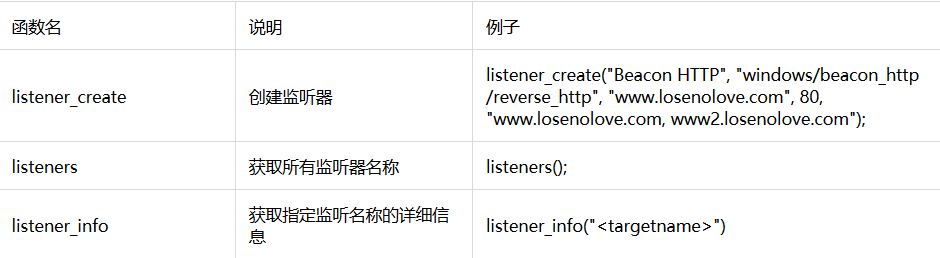 函数名 说明 例子
listener_create 创建监听器 listener_create("Beacon HTTP", "windows/beacon_http
/reverse_http", "www.losenolove.com", 80,
"www.losenolove.com, www2.losenolove.com");
listeners 获取所有监听器名称 listeners();
listener_info 获取指定监听名称的详细信
息 listener_info("<targetname>")